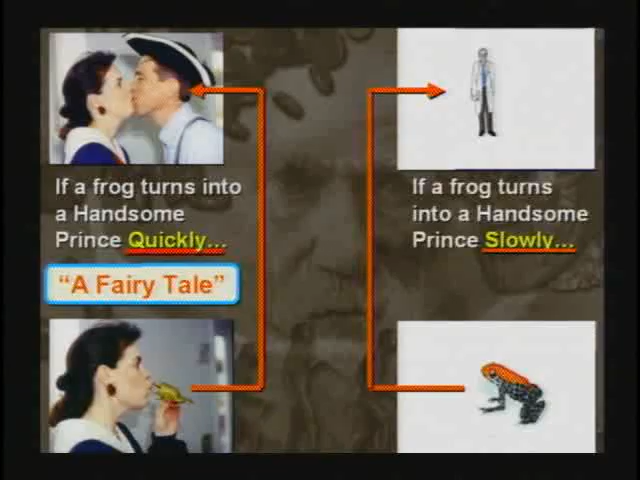 If a frog turns into
a Handsome
Prince Quickly...
"A Fairy Tale"
If a frog turns
into a Handsome
Prince Slowly...